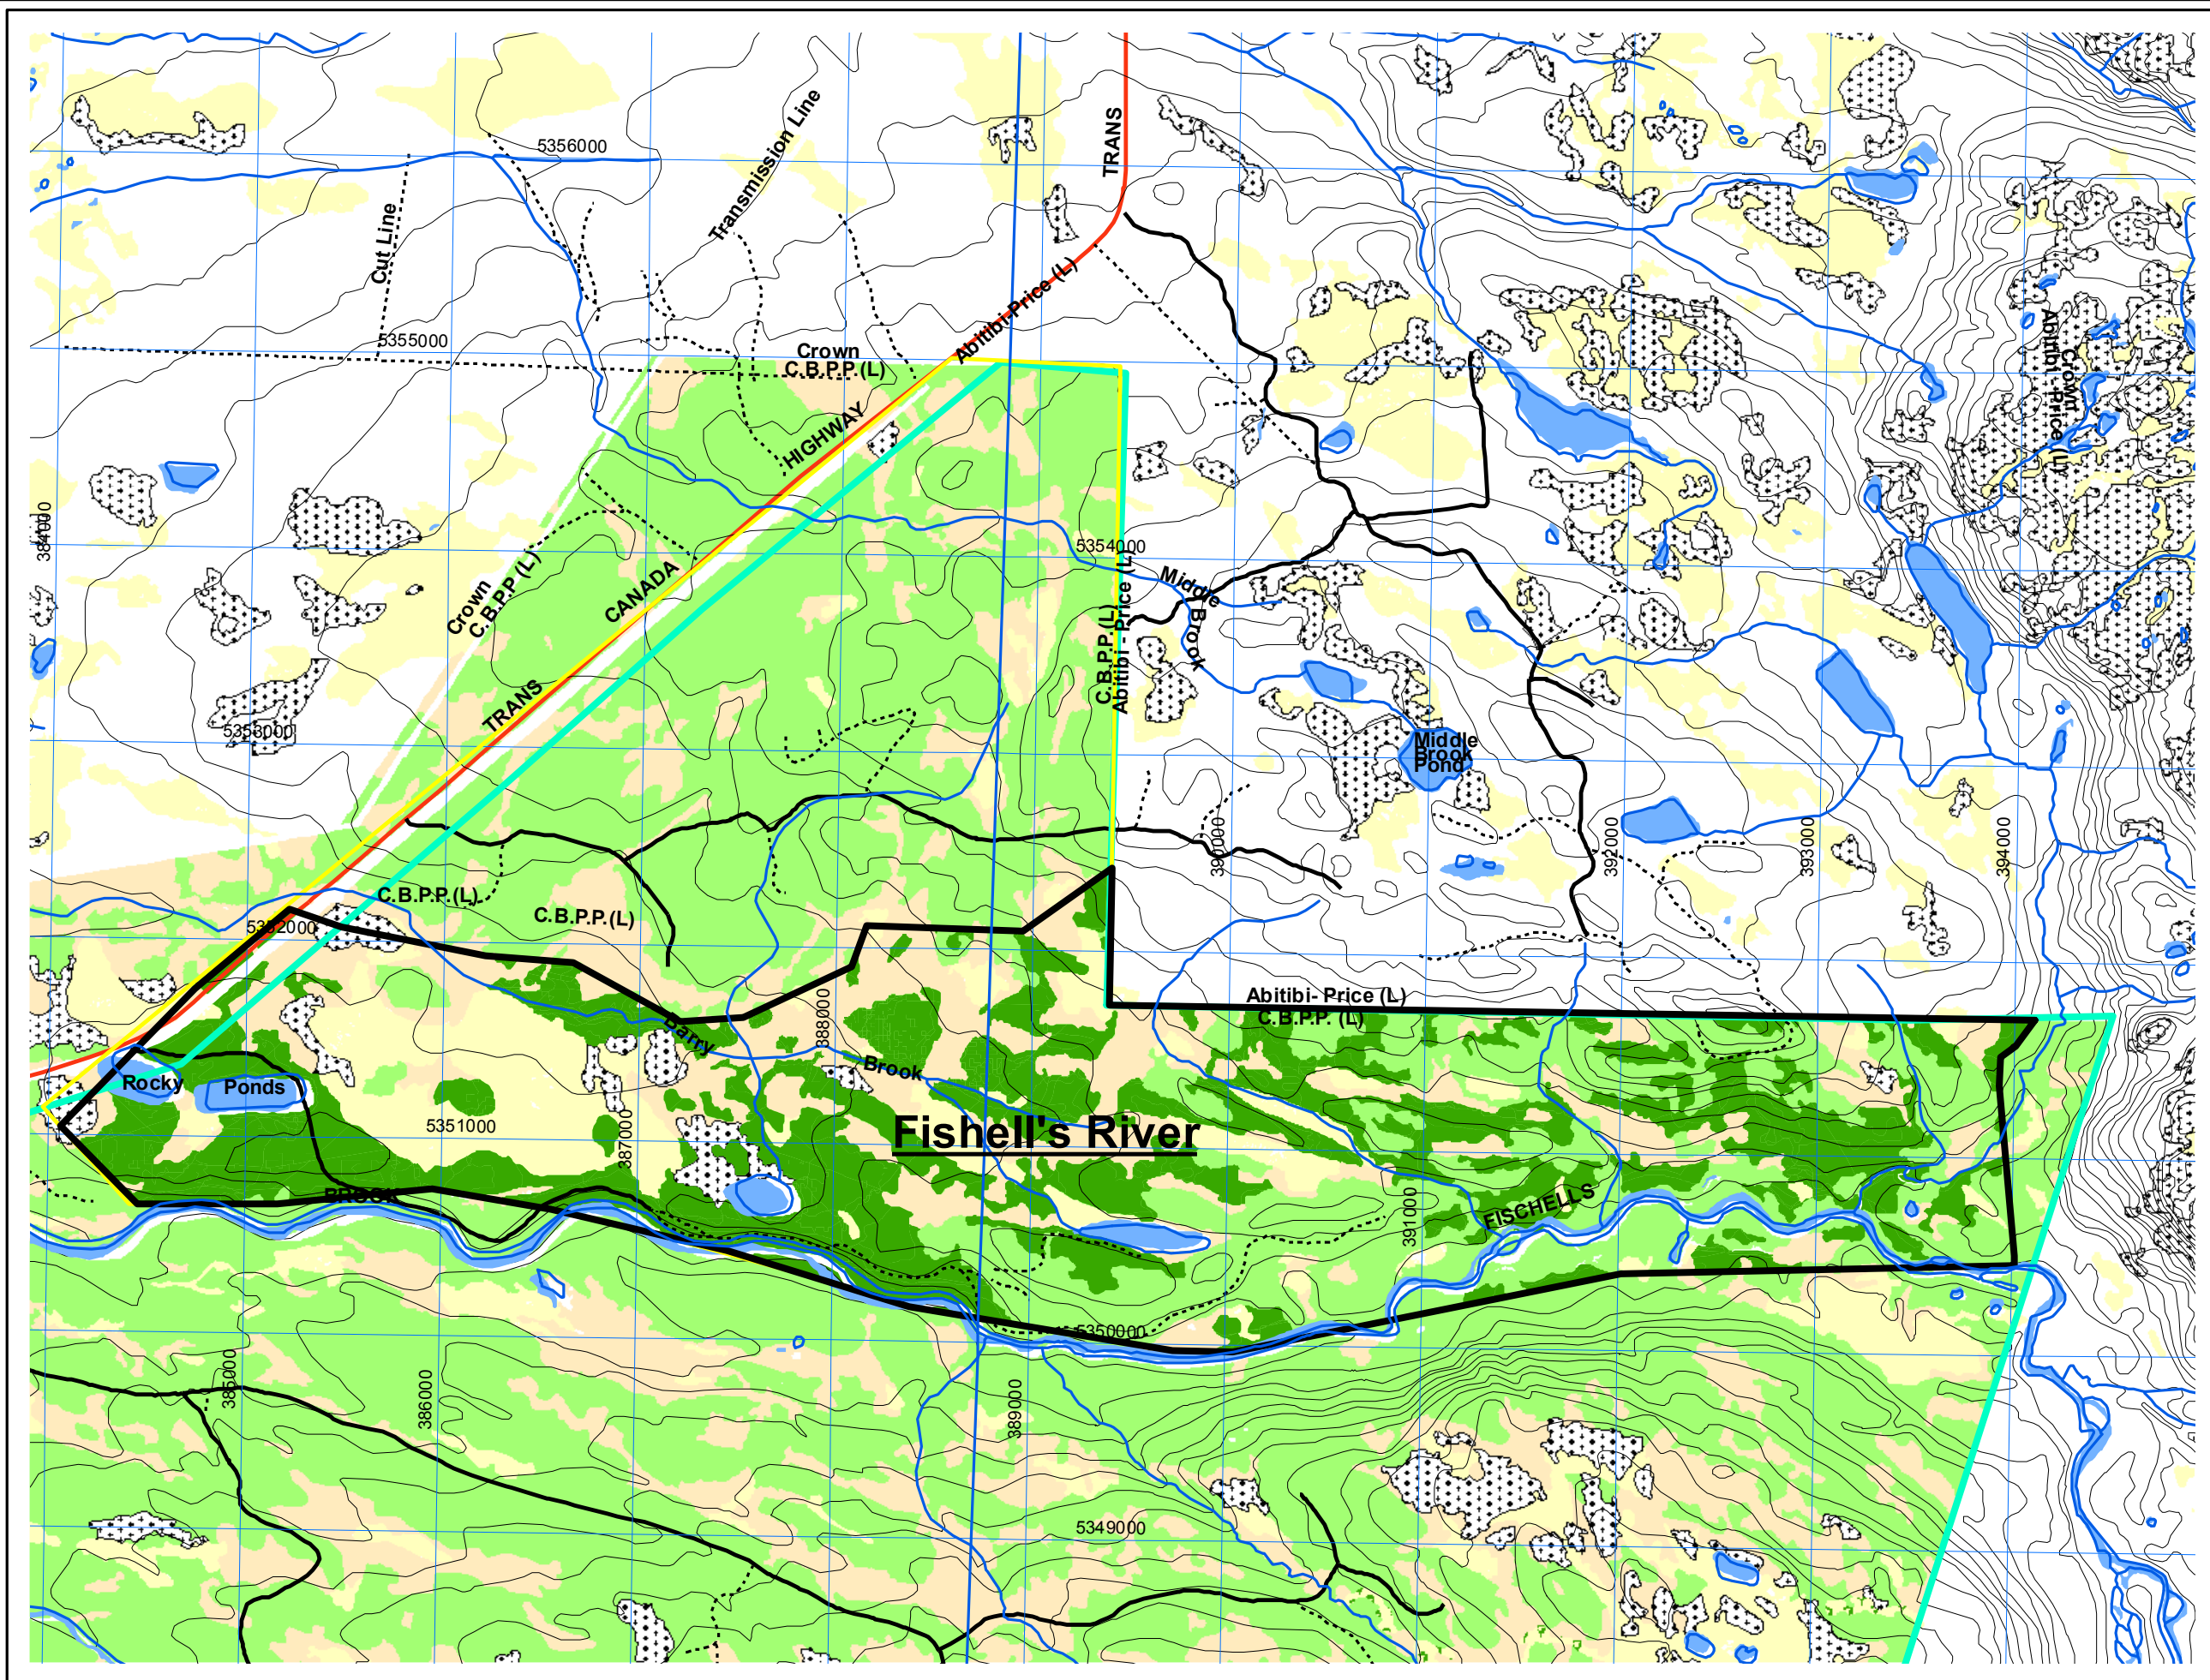 TRANS
5356000
Transmission Line
Cut Line
Abitibi-Price (L)
5355000
Crown
C.B.P.P.(L)
Abitibi-Price (L)
Crown
HIGHWAY
384000
5354000
Crown
C.B.P.P (L)
CANADA
Middle
Brook
C.B.P.P.(L)
Abitibi - Price (L)
TRANS
5353000
Middle
Brook
Pond
390000
392000
393000
394000
C.B.P.P.(L)
C.B.P.P.(L)
5352000
Abitibi- Price (L)
C.B.P.P. (L)
388000
Barry
Brook
Rocky
Ponds
5351000
387000
Fishell's River
BROOK
FISCHELLS
391000
5350000
385000
386000
389000
5349000